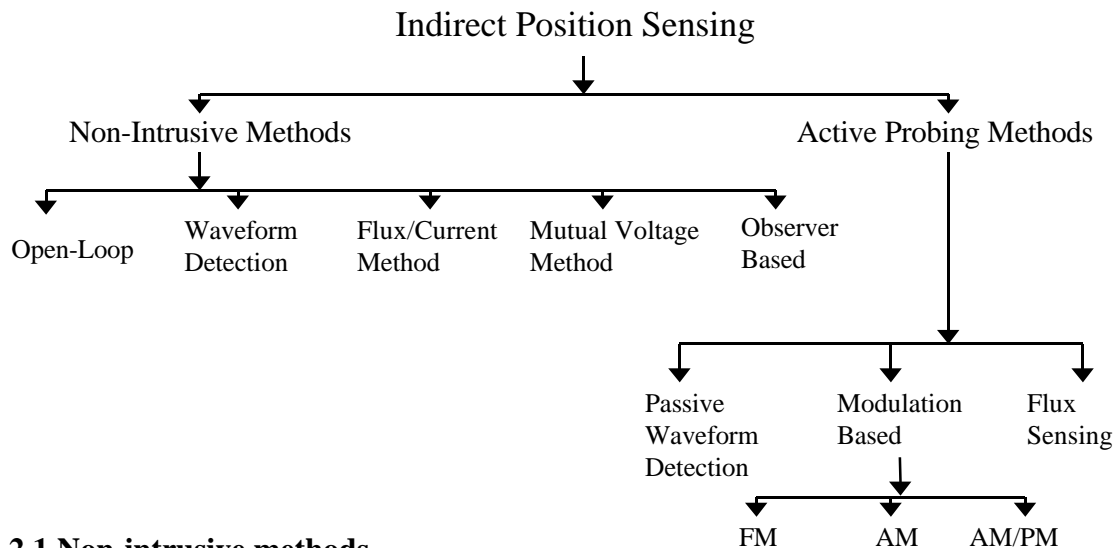 Indirect Position Sensing
Non-Intrusive Methods
Active Probing Methods
Open-Loop
Waveform
Detection
Flux/Current
Method
Mutual Voltage
Method
Observer
Based
Passive
Waveform
Detection
Modulation
Based
Flux
Sensing
FM
AM
AM/PM
2.1 Non-intrusive methods